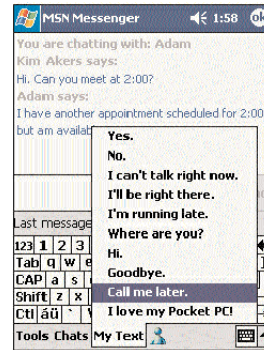 MSN Messenger 1:58 ok
You are chatting with: Adam
Kim Akers says:
Hi. Can you meet at 2:00?
Adam says:
I have another appointment scheduled for 2:00
but am availab
Yes.
No.
I can't talk right now.
I'll be right there.
I'm running late.
Where are you?
Hi.
Goodbye.
Call me later.
I love my Pocket PC!
Last message
123 1 2 3
Tab q w e
CAP a s
Shift z x
Ctl áü ` \
Tools Chats My Text